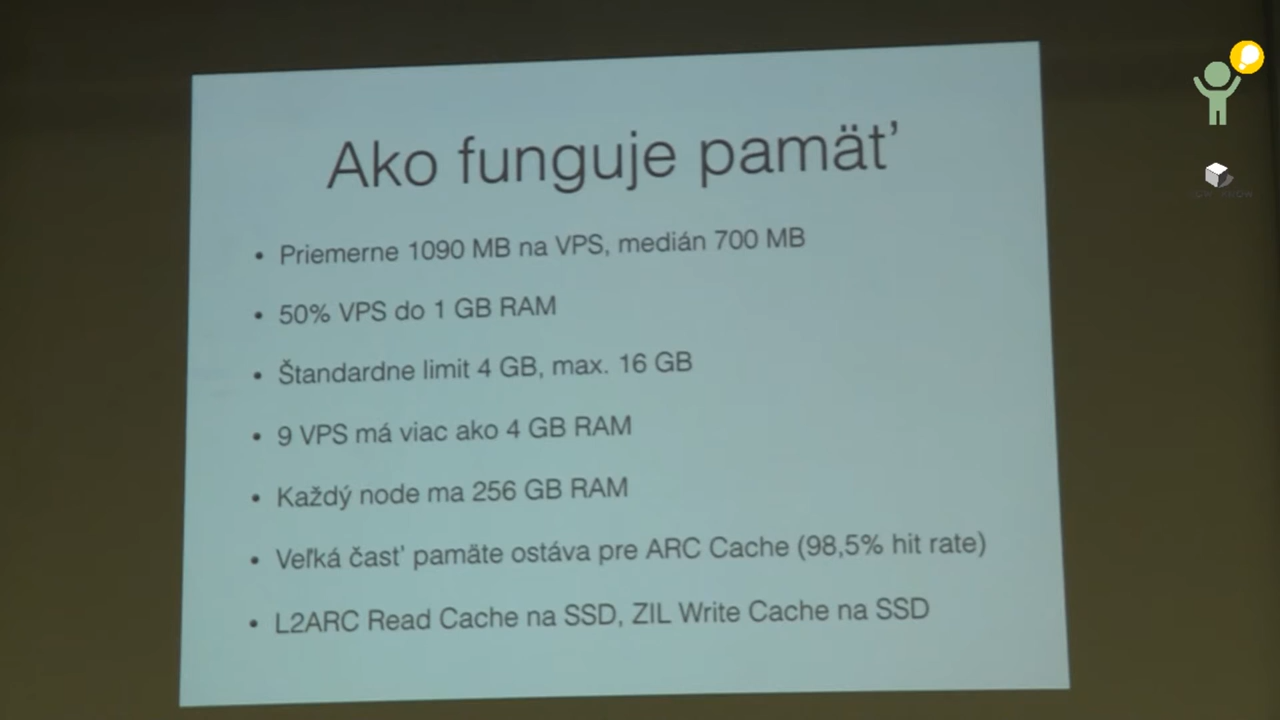 Ako funguje pamäť
• Priemerne 1090 MB na VPS, medián 700 MB
• 50% VPS do 1 GB RAM
• Štandardne limit 4 GB, max. 16 GB
• 9 VPS má viac ako 4 GB RAM
• Každý node ma 256 GB RAM
• Veľká časť pamäte ostáva pre ARC Cache (98,5% hit rate)
• L2ARC Read Cache na SSD, ZIL Write Cache na SSD